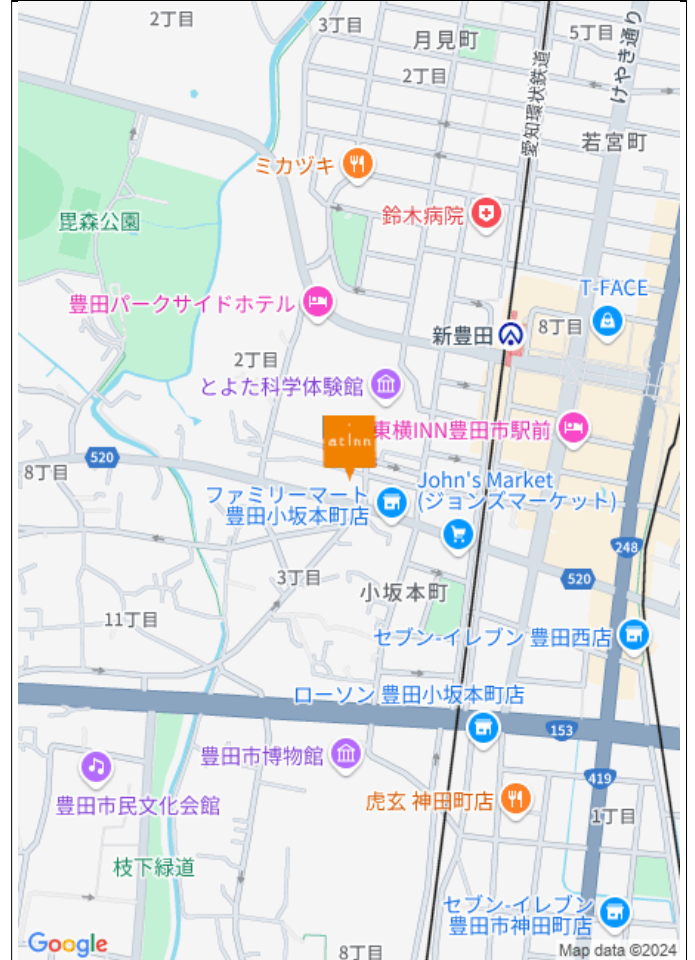 2丁目
3丁目
月見町
5丁目
けやき通り
2丁目
愛知環状鉄道
若宮町
ミカヅキ
鈴木病院
毘森公園
豊田パークサイドホテル
T-FACE
新豊田
8丁目
2丁目
とよた科学体験館
at inn
東横INN豊田市駅前
520
8丁目
John's Market
(ジョンズマーケット)
ファミリーマート
豊田小坂本町店
248
3丁目
520
小坂本町
11丁目
セブン-イレブン 豊田西店
ローソン 豊田小坂本町店
153
豊田市博物館
419
豊田市民文化会館
虎玄 神田町店
1丁目
枝下緑道
セブン-イレブン
豊田市神田町店
Google
8丁目
Map data ©2024